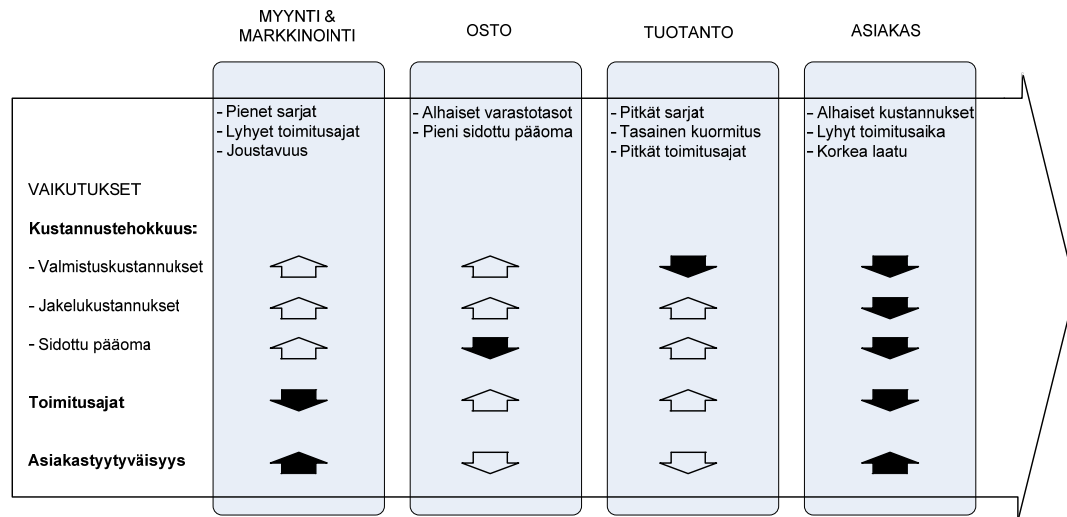 MYYNTI &
MARKKINOINTI
OSTO
TUOTANTO
ASIAKAS
- Pienet sarjat
- Lyhyet toimitusajat
- Joustavuus
- Alhaiset varastotasot
- Pieni sidottu pääoma
- Pitkät sarjat
- Tasainen kuormitus
- Pitkät toimitusajat
- Alhaiset kustannukset
- Lyhyt toimitusaika
- Korkea laatu
VAIKUTUKSET
Kustannustehokkuus:
- Valmistuskustannukset
- Jakelukustannukset
- Sidottu pääoma
Toimitusajat
Asiakastyytyväisyys